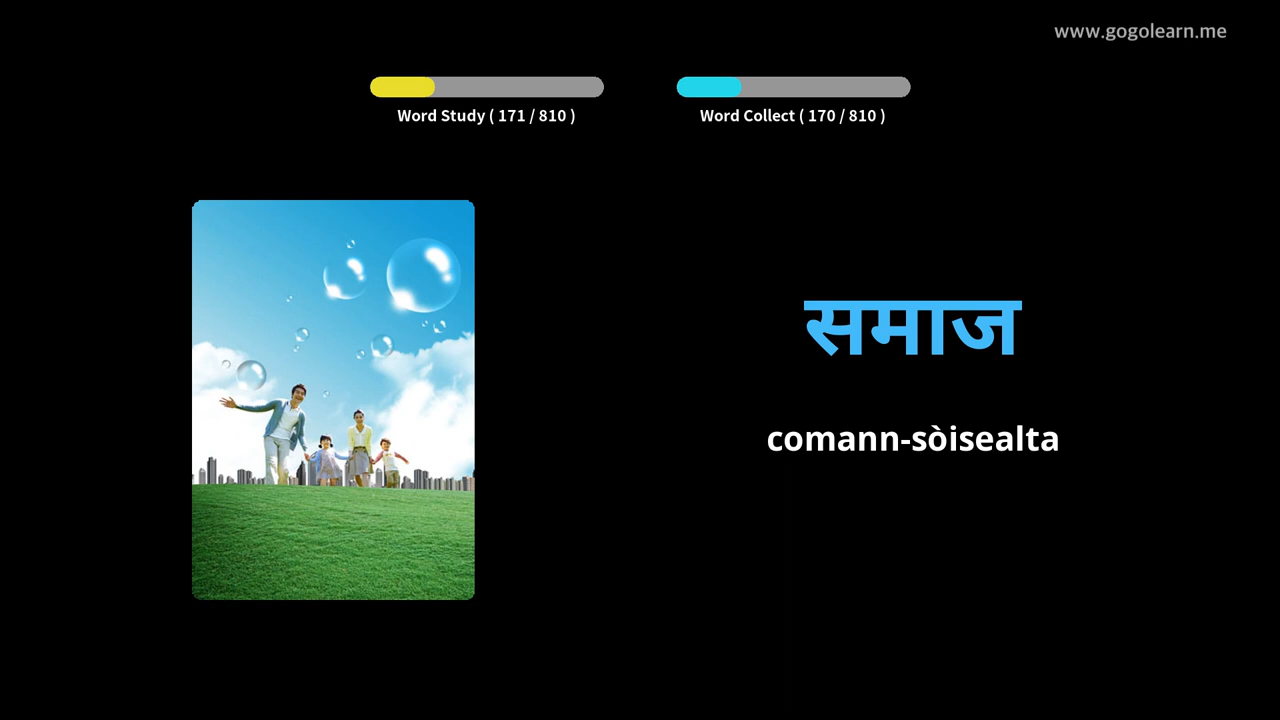 www.gogolearn.me
Word Study ( 171 / 810 )
Word Collect ( 170 / 810 )
समाज
comann-sòisealta